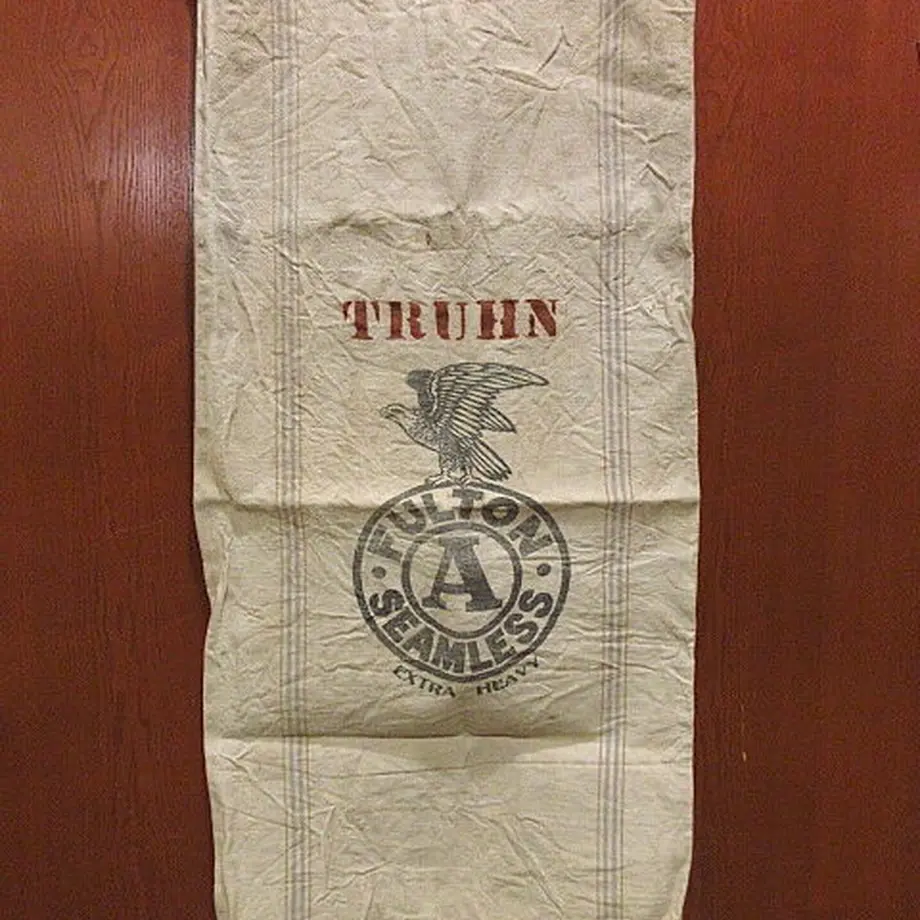 TRUHN
FULTON
A
SEAMLESS
EXTRA HEAVY